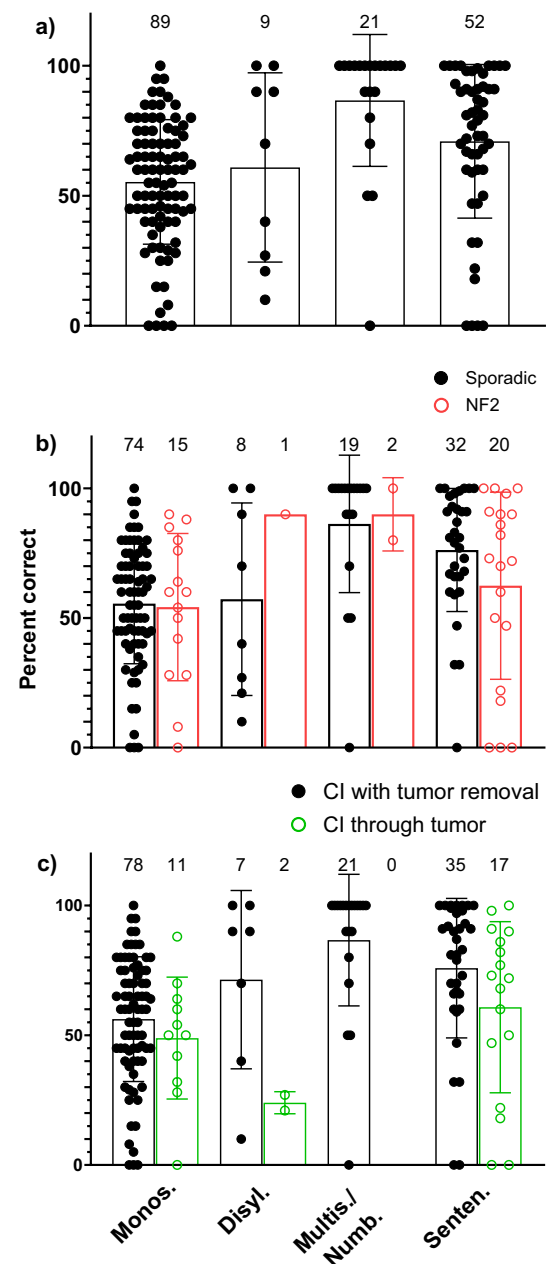 a)
89 9 21 52
100
50
0
Sporadic
NF2
b)
74 15 8 1 19 2 32 20
100
50
0
Percent correct
CI with tumor removal
CI through tumor
c)
78 11 7 2 21 0 35 17
100
50
0
Monos.
Disyl.
Multis./
Numb.
Senten.